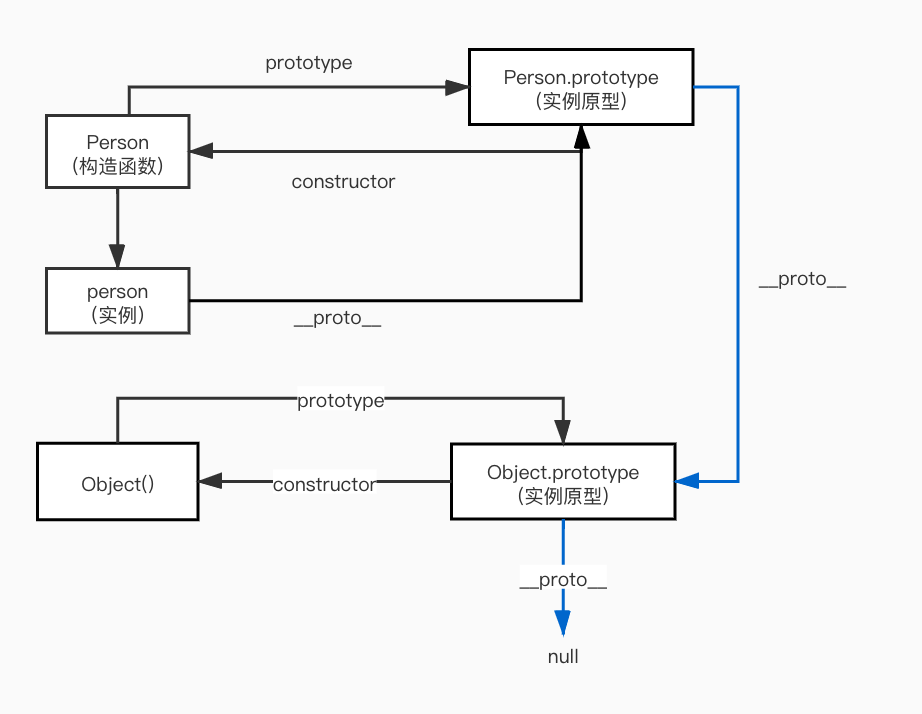 prototype
Person.prototype
(实例原型)
Person
(构造函数)
constructor
person
(实例)
__proto__
__proto__
prototype
Object()
constructor
Object.prototype
(实例原型)
__proto__
null